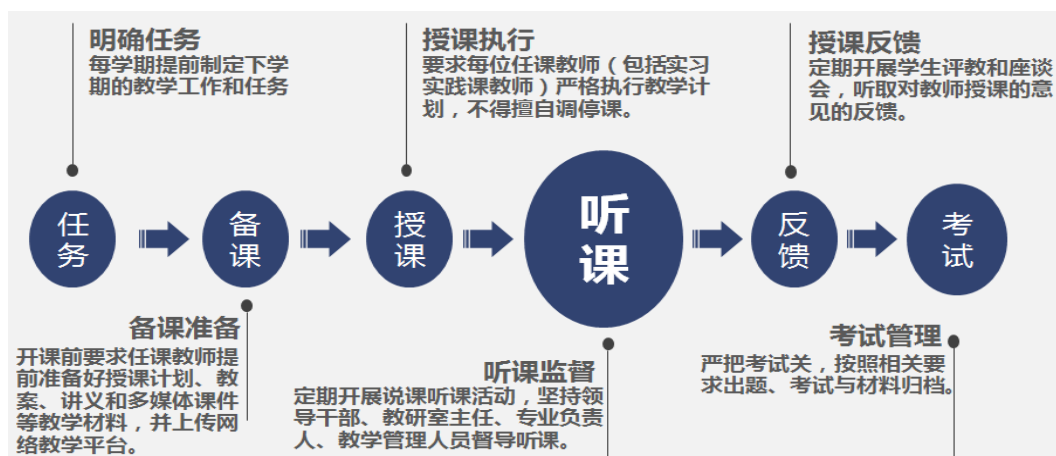 明确任务
每学期提前制定下学
期的教学工作和任务
授课执行
要求每位任课教师（包括实习
实践课教师）严格执行教学计
划，不得擅自调停课。
授课反馈
定期开展学生评教和座谈
会，听取对教师授课的意
见的反馈。
任
务
备
课
授
课
听
课
反
馈
考
试
备课准备
开课前要求任课教师提
前准备好授课计划、教
案、讲义和多媒体课件
等教学材料，并上传网
络教学平台。
听课监督
定期开展说课听课活动，坚持领
导干部、教研室主任、专业负责
人、教学管理人员督导听课。
考试管理
严把考试关，按照相关要
求出题、考试与材料归档。